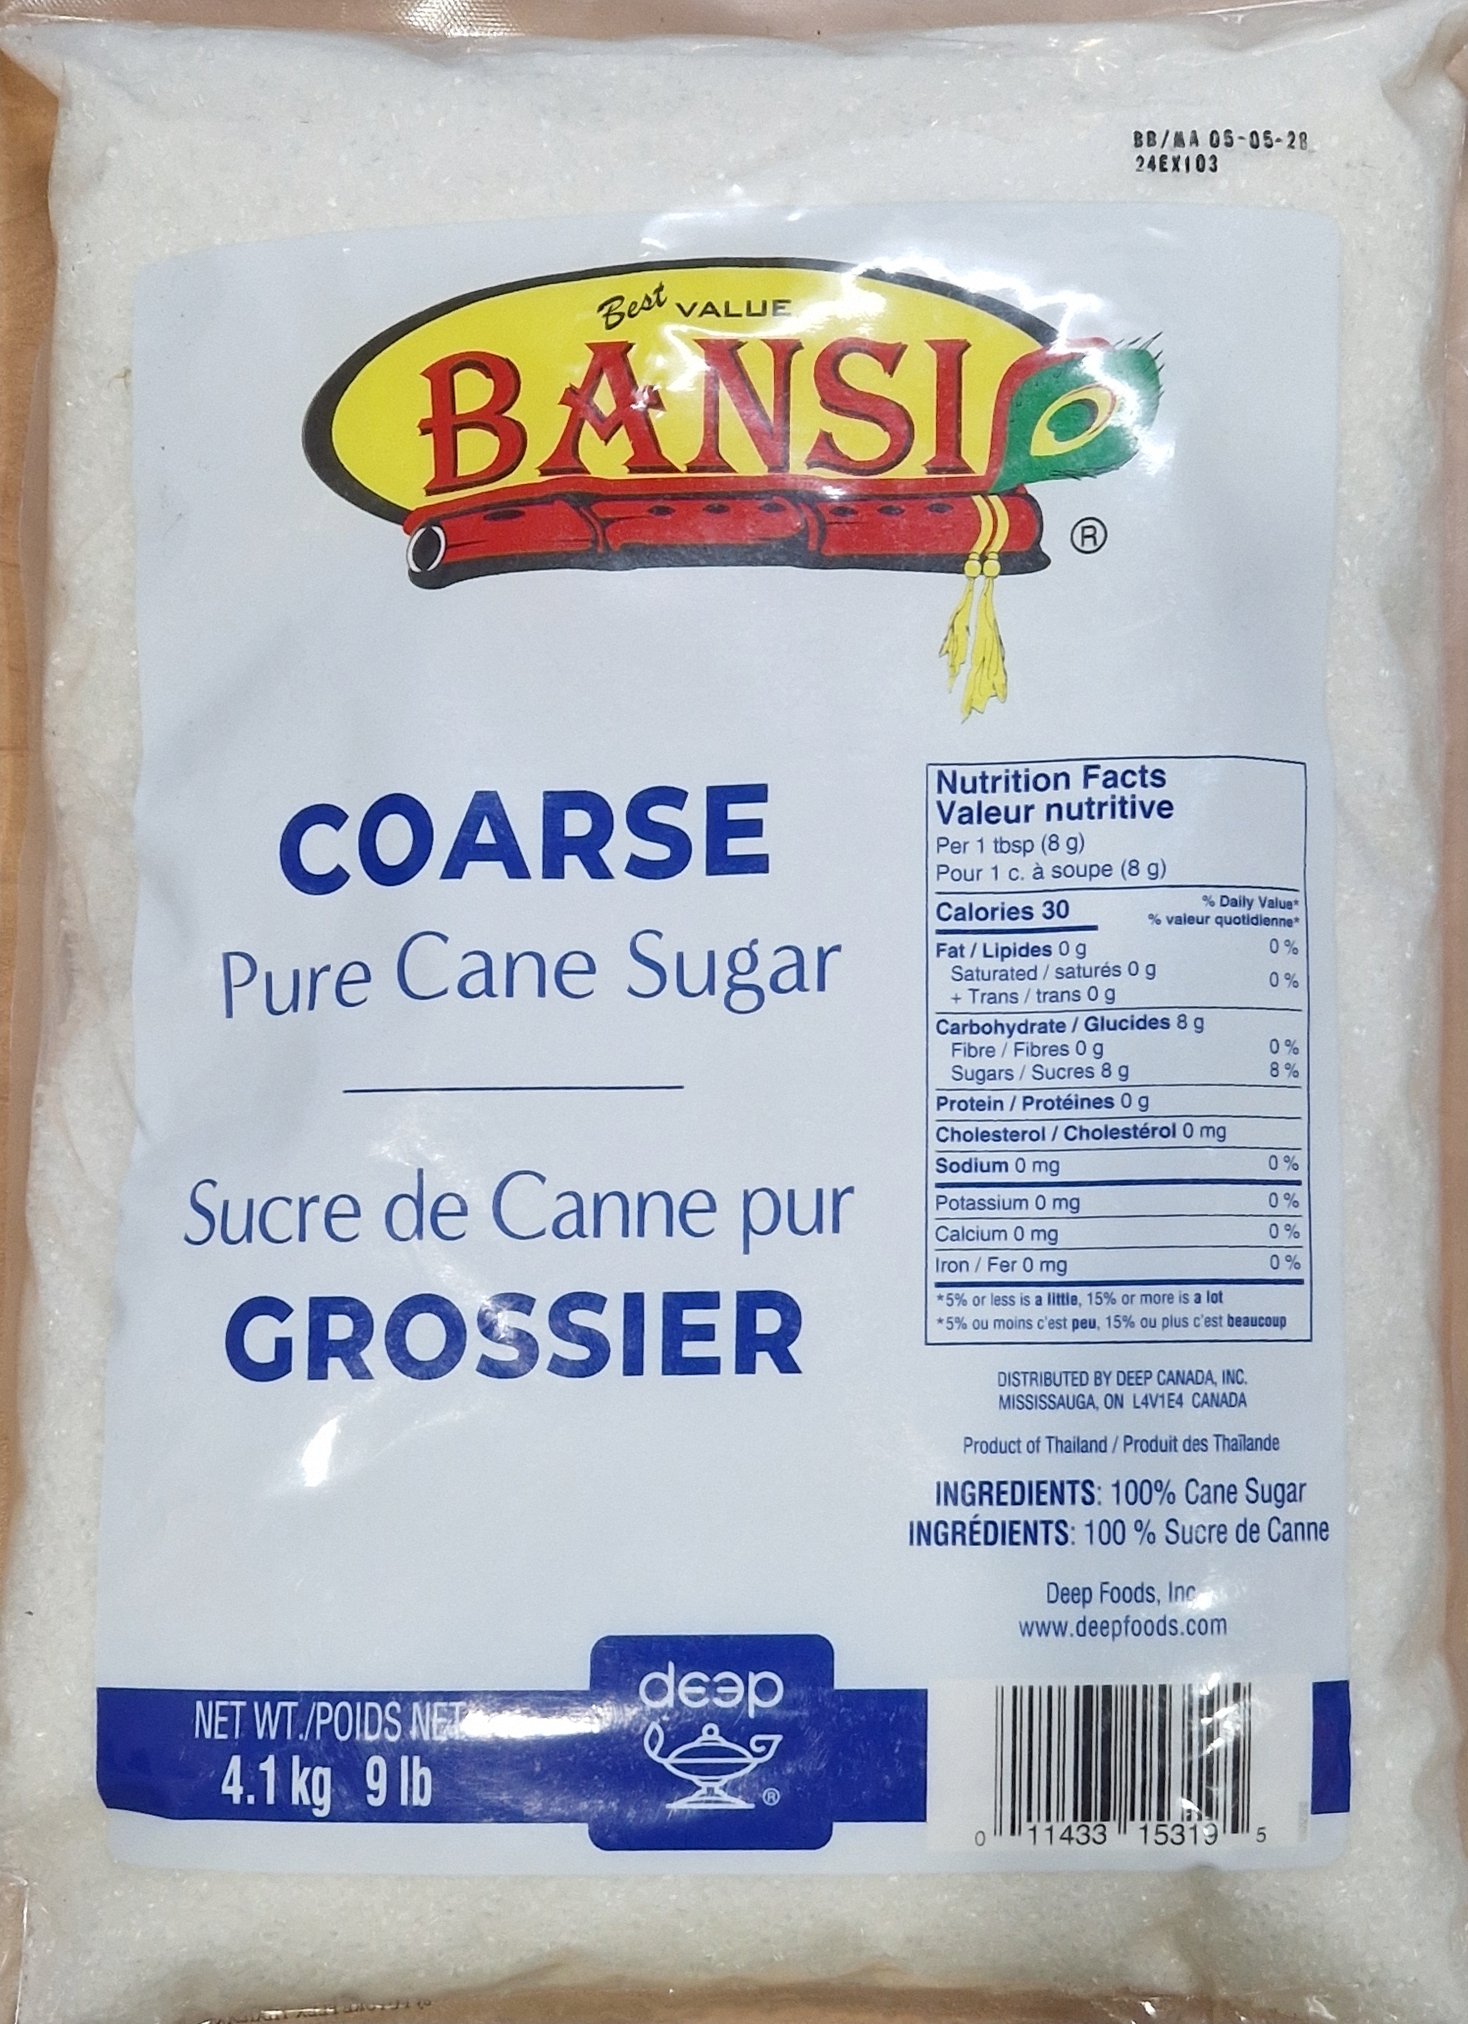 BB/MA 05-05-28
24EX103
Best VALUE
BANSI
®
COARSE
Pure Cane Sugar
Sucre de Canne pur
GROSSIER
Nutrition Facts
Valeur nutritive
Per 1 tbsp (8 g)
Pour 1 c. à soupe (8 g)
Calories 30
% Daily Value*
% valeur quotidienne*
Fat / Lipides 0 g 0 %
Saturated / saturés 0 g
+ Trans / trans 0 g 0 %
Carbohydrate / Glucides 8 g
Fibre / Fibres 0 g 0 %
Sugars / Sucres 8 g 8 %
Protein / Protéines 0 g
Cholesterol / Cholestérol 0 mg
Sodium 0 mg 0 %
Potassium 0 mg 0 %
Calcium 0 mg 0 %
Iron / Fer 0 mg 0 %
*5% or less is a little, 15% or more is a lot
*5% ou moins c'est peu, 15% ou plus c'est beaucoup
DISTRIBUTED BY DEEP CANADA, INC.
MISSISSAUGA, ON L4V1E4 CANADA
Product of Thailand / Produit des Thaïlande
INGREDIENTS: 100% Cane Sugar
INGRÉDIENTS: 100 % Sucre de Canne
Deep Foods, Inc
www.deepfoods.com
NET WT./POIDS NET
4.1 kg 9 lb
deep
®
0 11433 15319 5